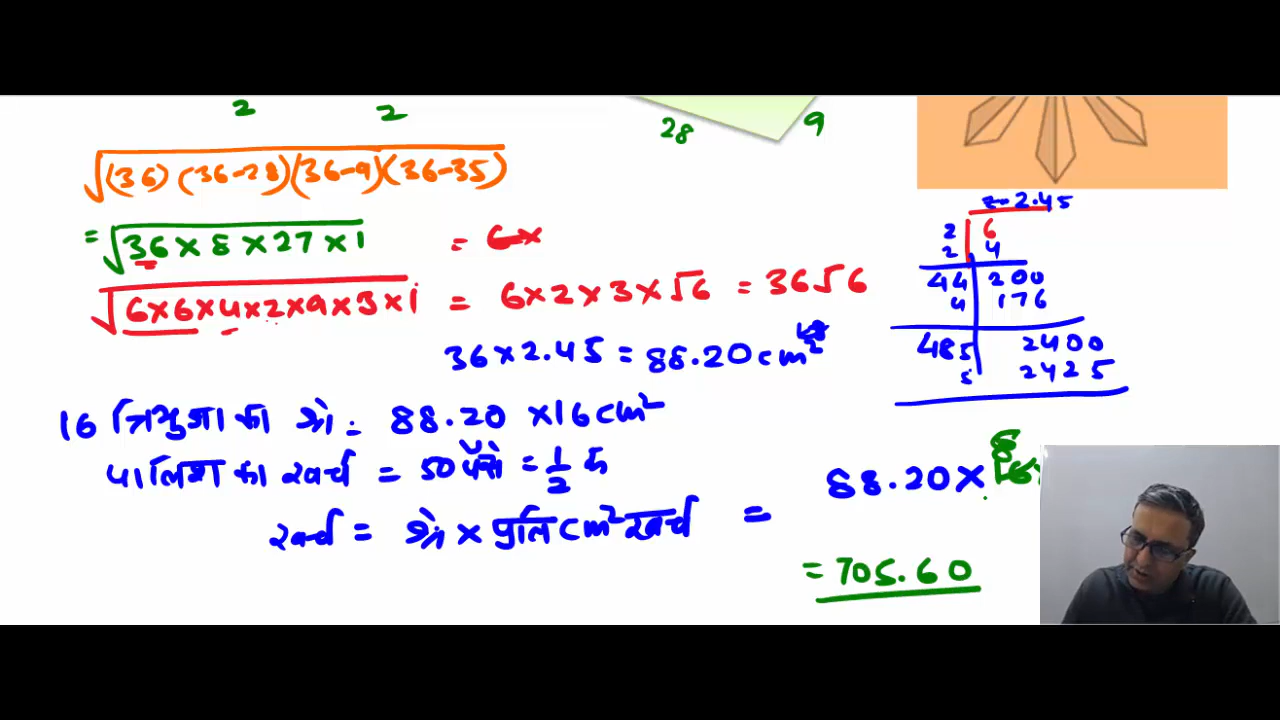 2 2
28 9
√(36)(36-28)(36-9)(36-35)
= √36×8×27×1 = 6×
√6×6×4×2×9×3×1 = 6×2×3×√6 = 36√6
36×2.45 = 88.20 cm²
2.45
2 6
2 4
44 200
4 176
485 2400
5 2425
16 त्रिभुजा का क्षे. = 88.20 ×16 cm²
पालिश का खर्च = 50 पैसे = 1/2 रु
खर्च = क्षे × प्रति cm² खर्च = 88.20 × 16 8
= 705.60